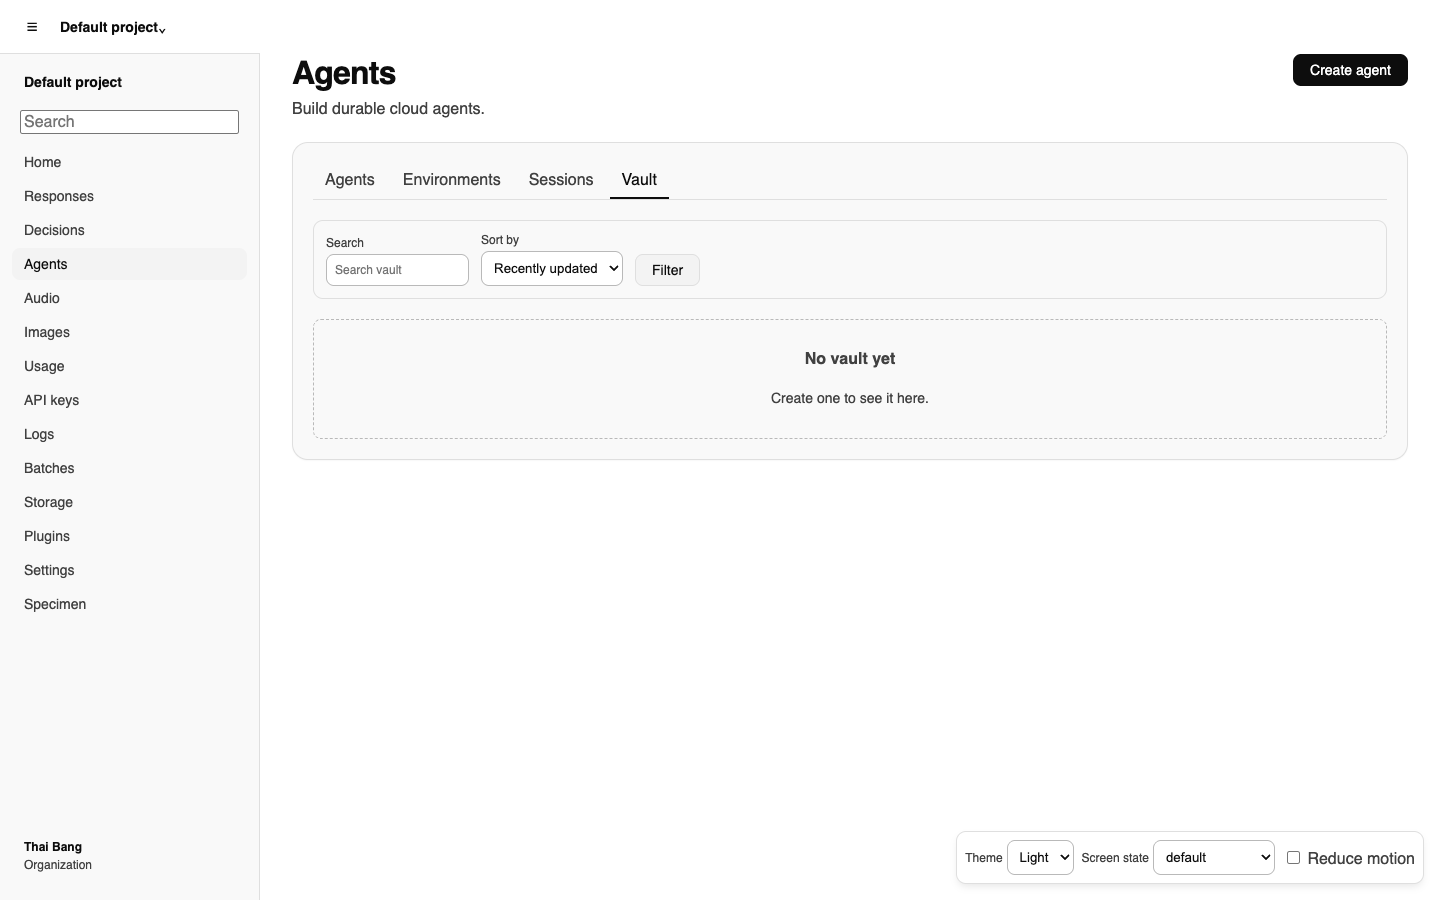 ≡ Default project⌄
Default project
Search
Home
Responses
Decisions
Agents
Audio
Images
Usage
API keys
Logs
Batches
Storage
Plugins
Settings
Specimen
Thai Bang
Organization
Agents
Create agent
Build durable cloud agents.
Agents Environments Sessions Vault
Search Sort by
Search vault Recently updated Filter
No vault yet
Create one to see it here.
Theme Light Screen state default Reduce motion